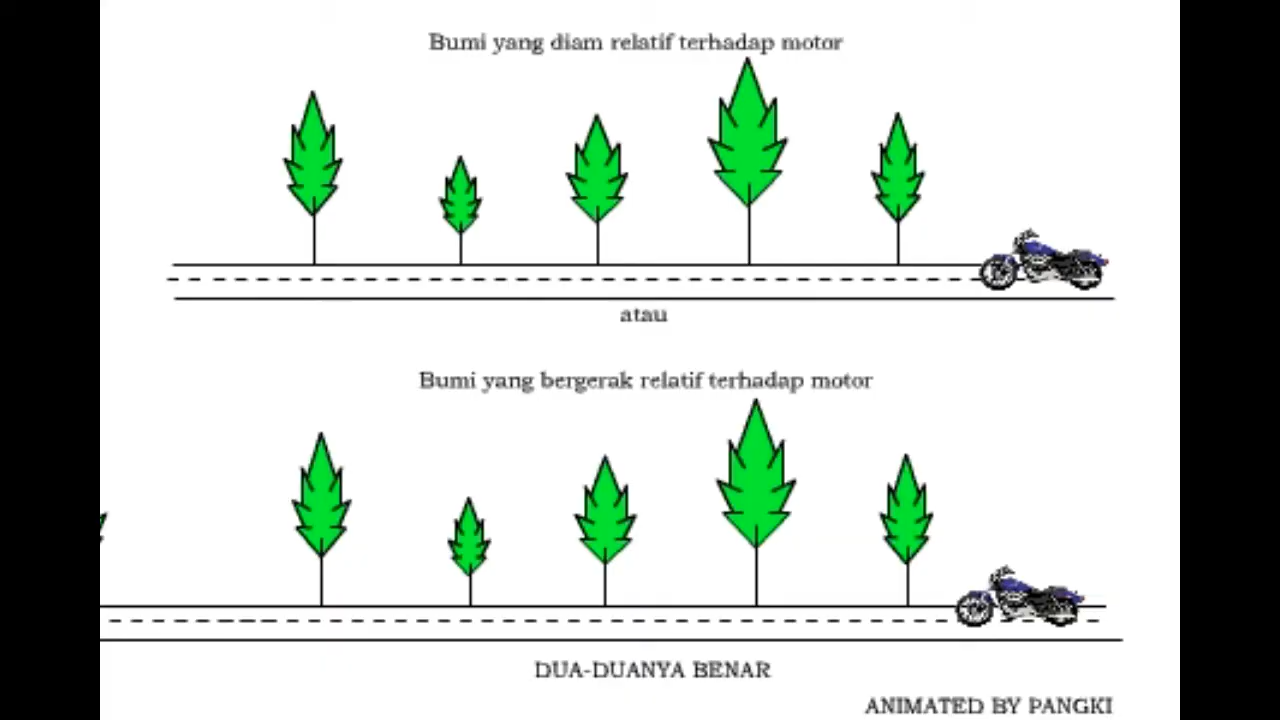 Bumi yang diam relatif terhadap motor
atau
Bumi yang bergerak relatif terhadap motor
DUA-DUANYA BENAR
ANIMATED BY PANGKI